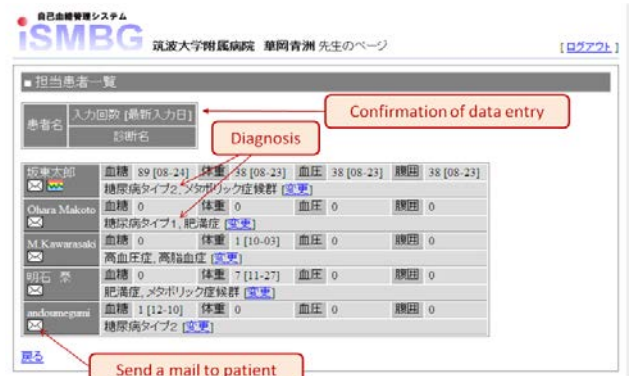 自己血糖管理システム
iSMBG 筑波大学附属病院 華岡青洲 先生のページ [ログアウト]
■担当患者一覧
患者名 入力回数 [最新入力日]
診断名
Confirmation of data entry
Diagnosis
坂東太郎 血糖 89 [08-24] 体重 38 [08-23] 血圧 38 [08-23] 腹囲 38 [08-23]
糖尿病タイプ2, メタボリック症候群 [変更]
Ohara Makoto 血糖 0 体重 0 血圧 0 腹囲 0
糖尿病タイプ1, 肥満症 [変更]
M.Kawarasaki 血糖 0 体重 1 [10-03] 血圧 0 腹囲 0
高血圧症, 高脂血症 [変更]
明石 系 血糖 0 体重 7 [11-27] 血圧 0 腹囲 0
肥満症, メタボリック症候群 [変更]
andoumegumi 血糖 1 [12-10] 体重 0 血圧 0 腹囲 0
糖尿病タイプ2 [変更]
戻る
Send a mail to patient